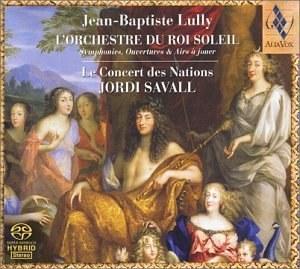 Jean-Baptiste Lully
L'ORCHESTRE DU ROI SOLEIL
Symphonies, Ouvertures & Airs à jouer
Le Concert des Nations
JORDI SAVALL
ALIAVOX
SUPER AUDIO CD
HYBRID
Stereo